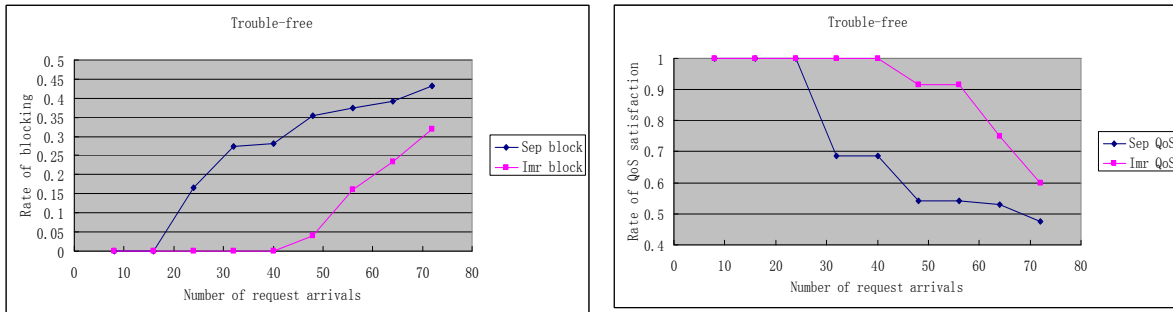 Trouble-free
Rate of blocking
0.5
0.45
0.4
0.35
0.3
0.25
0.2
0.15
0.1
0.05
0
0 10 20 30 40 50 60 70 80
Number of request arrivals
Sep block
Imr block
Trouble-free
Rate of QoS satisfaction
1
0.9
0.8
0.7
0.6
0.5
0.4
0 10 20 30 40 50 60 70 80
Number of request arrivals
Sep QoS
Imr QoS